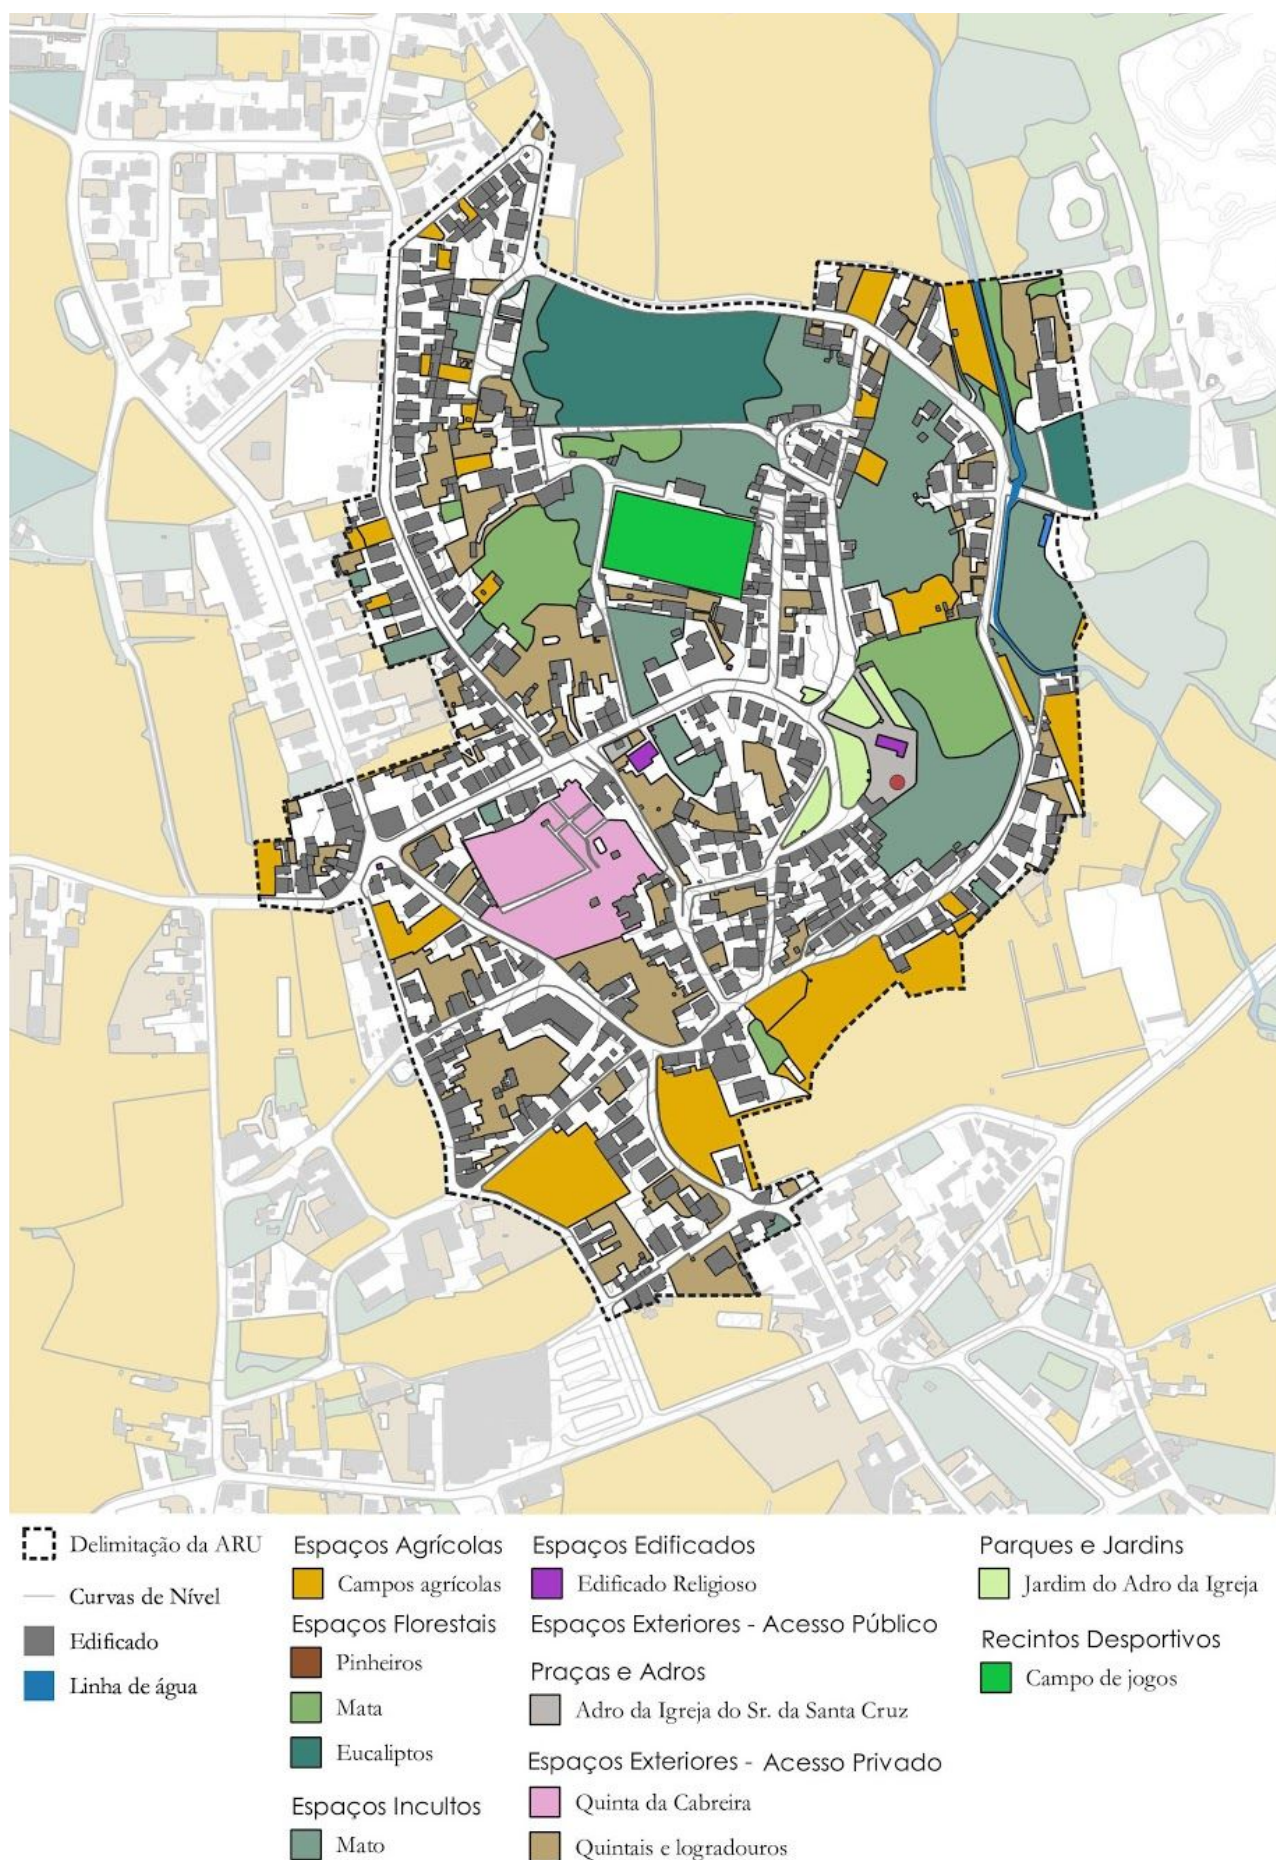 Delimitação da ARU
Curvas de Nível
Edificado
Linha de água
Espaços Agrícolas
Campos agrícolas
Espaços Florestais
Pinheiros
Mata
Eucaliptos
Espaços Incultos
Mato
Espaços Edificados
Edificado Religioso
Espaços Exteriores - Acesso Público
Praças e Adros
Adro da Igreja do Sr. da Santa Cruz
Espaços Exteriores - Acesso Privado
Quinta da Cabreira
Quintais e logradouros
Parques e Jardins
Jardim do Adro da Igreja
Recintos Desportivos
Campo de jogos